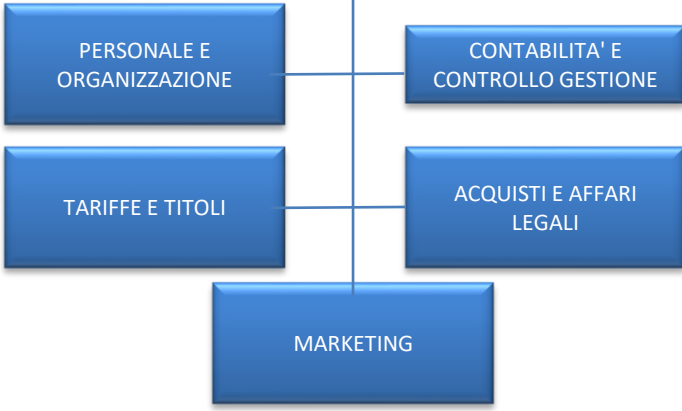 PERSONALE E
ORGANIZZAZIONE
CONTABILITA' E
CONTROLLO GESTIONE
TARIFFE E TITOLI
ACQUISTI E AFFARI
LEGALI
MARKETING